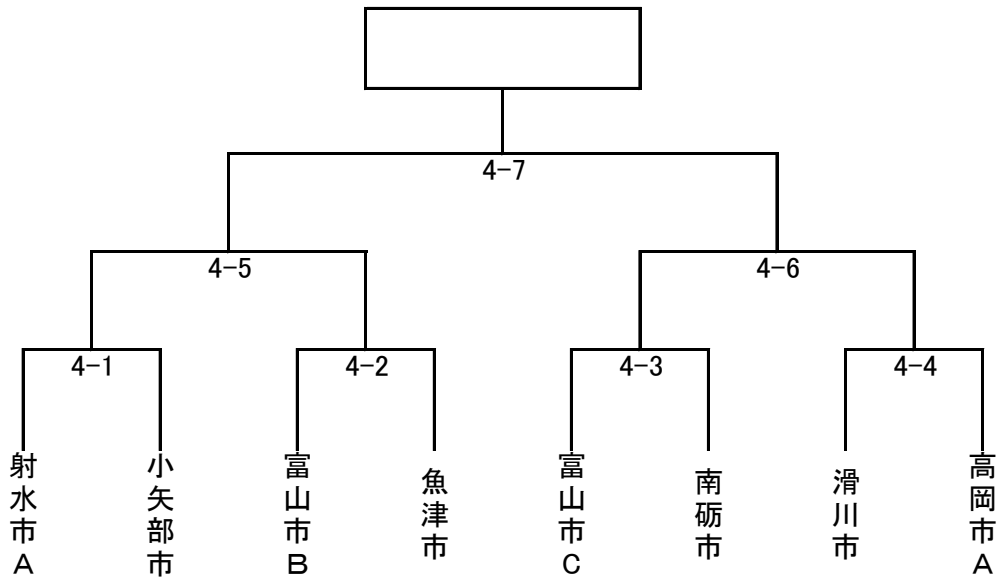 4-7
4-5
4-6
4-1
4-2
4-3
4-4
射水市A
小矢部市
富山市B
魚津市
富山市C
南砺市
滑川市
高岡市A